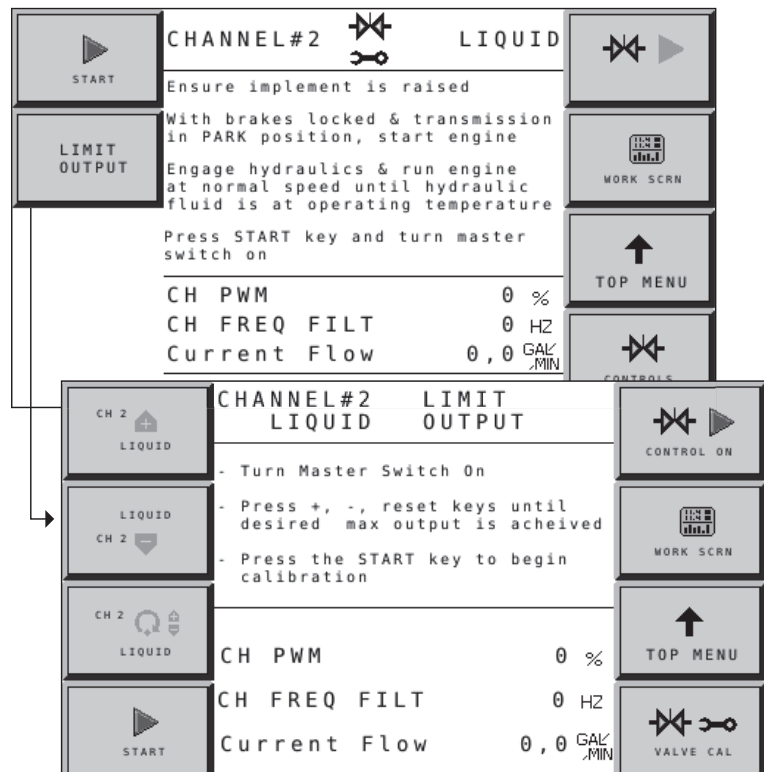 START
LIMIT
OUTPUT
CHANNEL#2 LIQUID
Ensure implement is raised
With brakes locked & transmission
in PARK position, start engine
Engage hydraulics & run engine
at normal speed until hydraulic
fluid is at operating temperature
Press START key and turn master
switch on
CH PWM 0 %
CH FREQ FILT 0 HZ
Current Flow 0,0 GAL/MIN
WORK SCRN
TOP MENU
CONTROLS
CH 2
LIQUID
LIQUID
CH 2
CH 2
LIQUID
START
CHANNEL#2 LIMIT
LIQUID OUTPUT
- Turn Master Switch On
- Press +, -, reset keys until
desired max output is acheived
- Press the START key to begin
calibration
CH PWM 0 %
CH FREQ FILT 0 HZ
Current Flow 0,0 GAL/MIN
CONTROL ON
WORK SCRN
TOP MENU
VALVE CAL